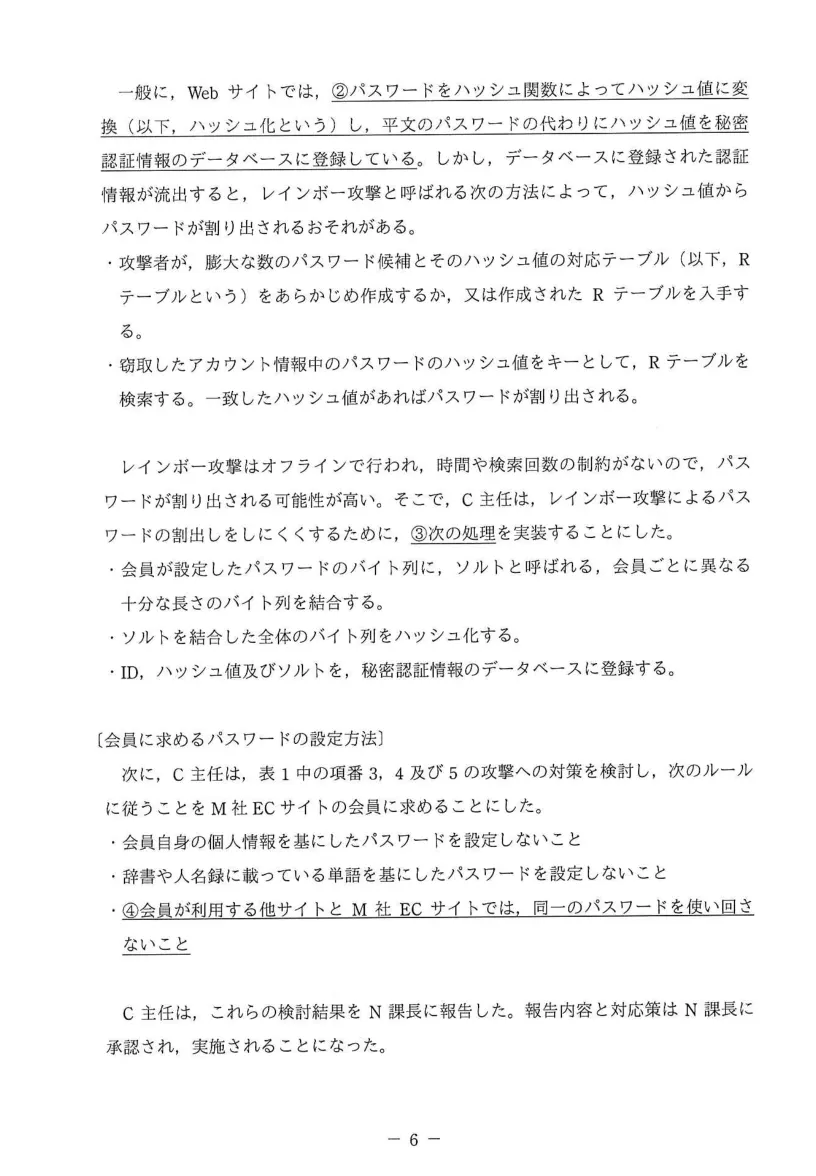 一般に，Web サイトでは，②パスワードをハッシュ関数によってハッシュ値に変
換（以下，ハッシュ化という）し，平文のパスワードの代わりにハッシュ値を秘密
認証情報のデータベースに登録している。しかし，データベースに登録された認証
情報が流出すると，レインボー攻撃と呼ばれる次の方法によって，ハッシュ値から
パスワードが割り出されるおそれがある。
・攻撃者が，膨大な数のパスワード候補とそのハッシュ値の対応テーブル（以下，R
テーブルという）をあらかじめ作成するか，又は作成された R テーブルを入手す
る。
・窃取したアカウント情報中のパスワードのハッシュ値をキーとして，R テーブルを
検索する。一致したハッシュ値があればパスワードが割り出される。
レインボー攻撃はオフラインで行われ，時間や検索回数の制約がないので，パス
ワードが割り出される可能性が高い。そこで，C 主任は，レインボー攻撃によるパス
ワードの割出しをしにくくするために，③次の処理を実装することにした。
・会員が設定したパスワードのバイト列に，ソルトと呼ばれる，会員ごとに異なる
十分な長さのバイト列を結合する。
・ソルトを結合した全体のバイト列をハッシュ化する。
・ID，ハッシュ値及びソルトを，秘密認証情報のデータベースに登録する。
〔会員に求めるパスワードの設定方法〕
次に，C 主任は，表 1 中の項番 3，4 及び 5 の攻撃への対策を検討し，次のルール
に従うことを M 社 EC サイトの会員に求めることにした。
・会員自身の個人情報を基にしたパスワードを設定しないこと
・辞書や人名録に載っている単語を基にしたパスワードを設定しないこと
・④会員が利用する他サイトと M 社 EC サイトでは，同一のパスワードを使い回さ
ないこと
C 主任は，これらの検討結果を N 課長に報告した。報告内容と対応策は N 課長に
承認され，実施されることになった。
－ 6 －